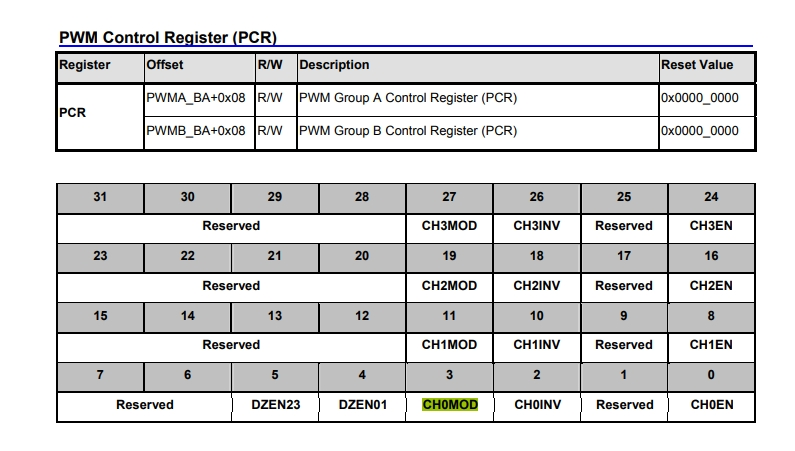 PWM Control Register (PCR)
Register Offset R/W Description Reset Value
PCR
PWMA_BA+0x08 R/W PWM Group A Control Register (PCR) 0x0000_0000
PWMB_BA+0x08 R/W PWM Group B Control Register (PCR) 0x0000_0000
31 30 29 28 27 26 25 24
Reserved CH3MOD CH3INV Reserved CH3EN
23 22 21 20 19 18 17 16
Reserved CH2MOD CH2INV Reserved CH2EN
15 14 13 12 11 10 9 8
Reserved CH1MOD CH1INV Reserved CH1EN
7 6 5 4 3 2 1 0
Reserved DZEN23 DZEN01 CH0MOD CH0INV Reserved CH0EN